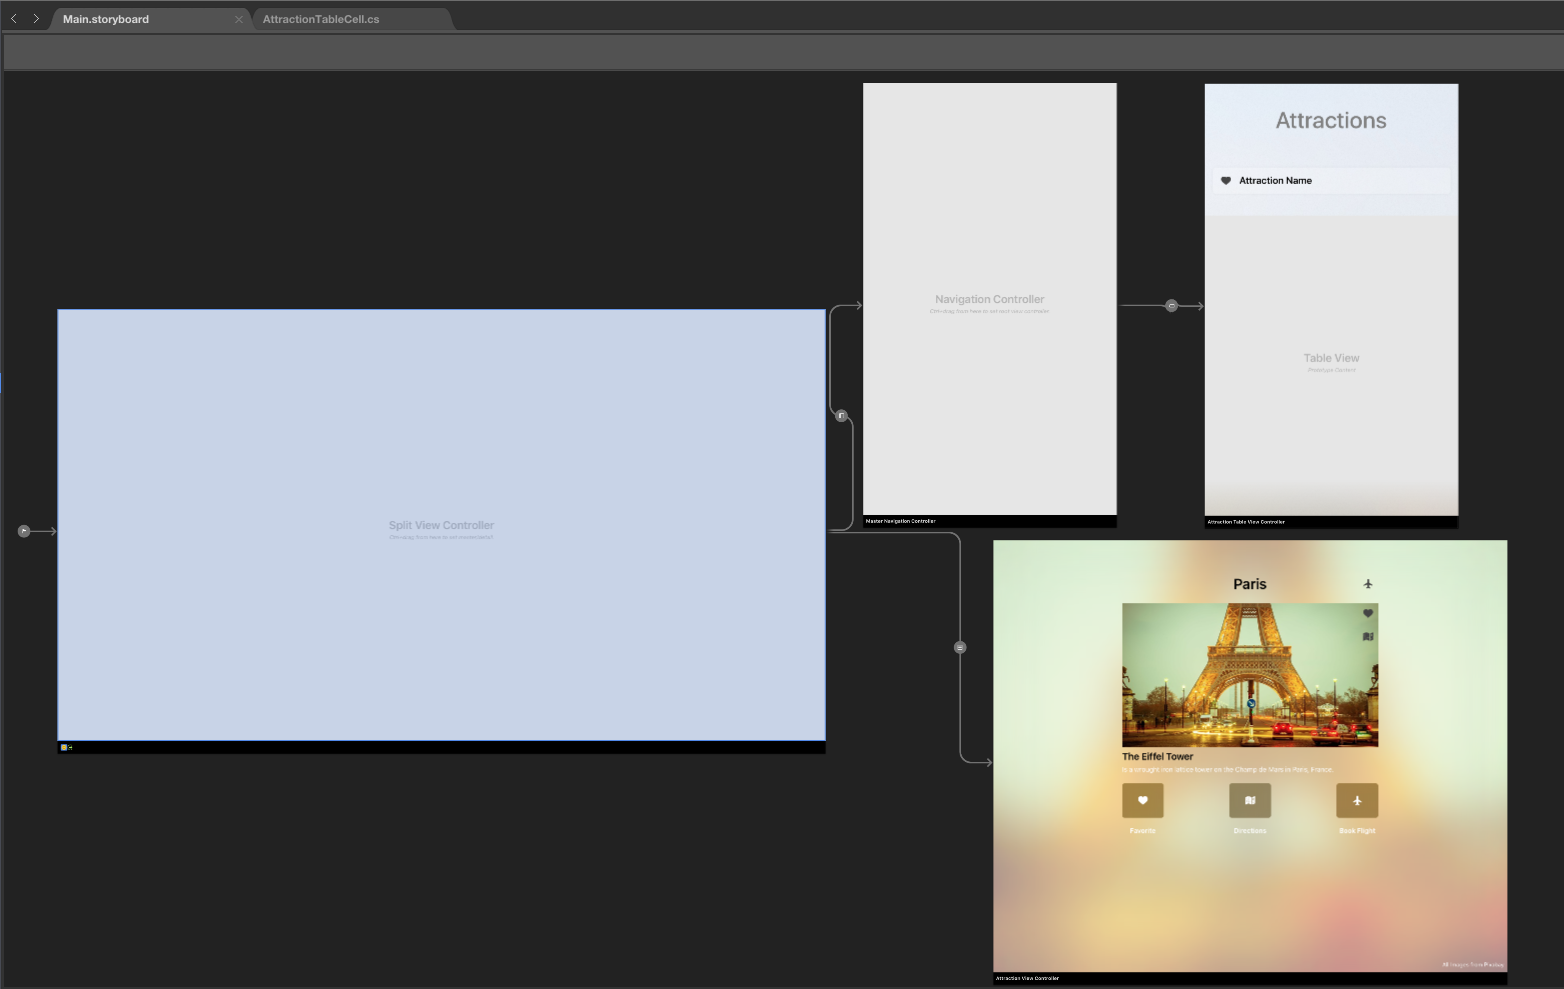 Main.storyboard
AttractionTableCell.cs
Attractions
Attraction Name
Navigation Controller
Ctrl+drag from here to set root view controller
Table View
Prototype Content
Master Navigation Controller
Attraction Table View Controller
Split View Controller
Ctrl+drag from here to set master/detail
Paris
The Eiffel Tower
is a wrought iron lattice tower on the Champ de Mars in Paris, France.
Favorite
Directions
Book Flight
All Images from Pixabay
Attraction View Controller